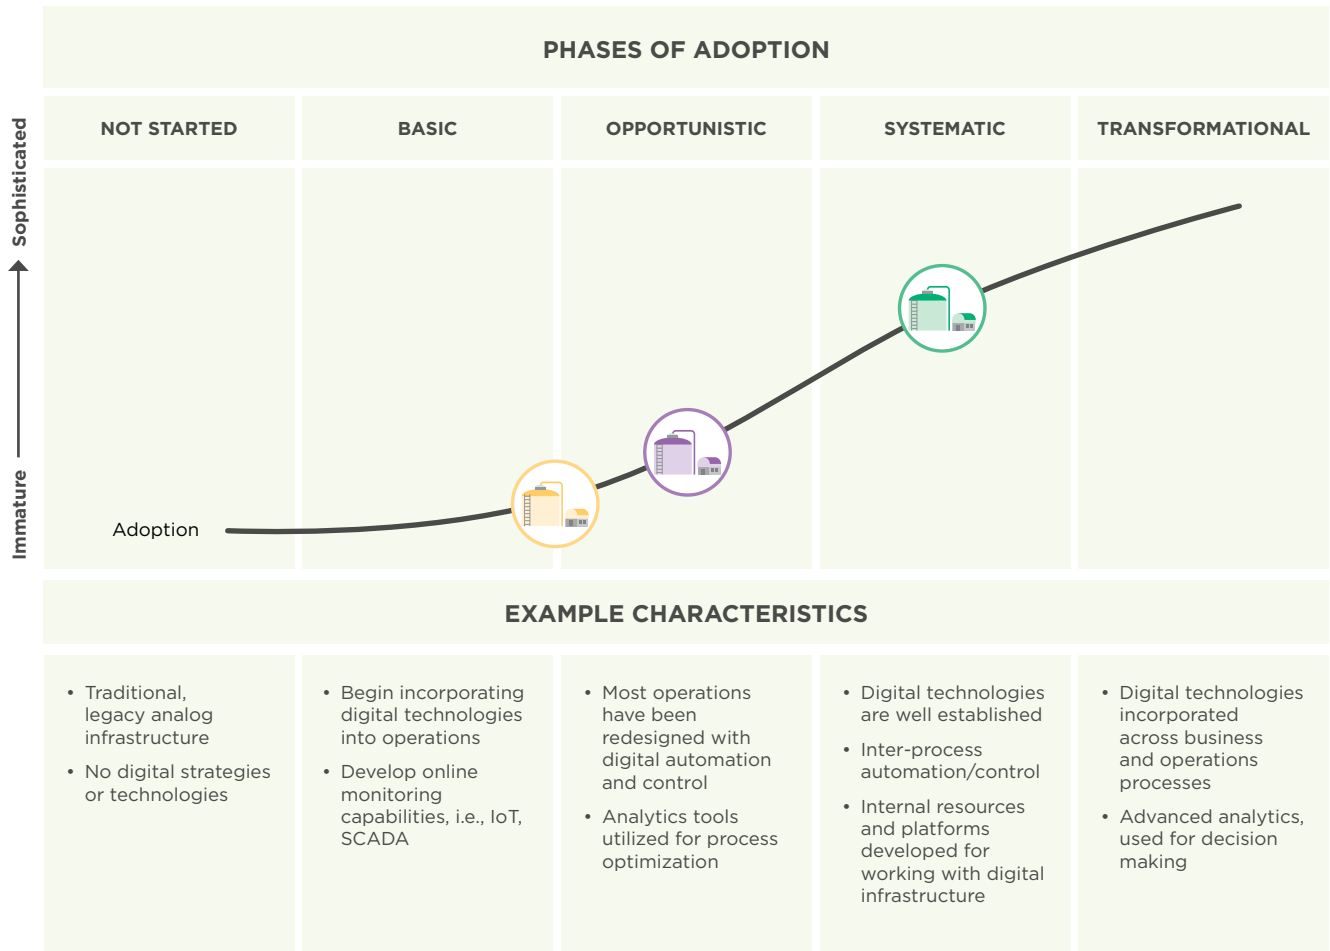 PHASES OF ADOPTION
NOT STARTED
BASIC
OPPORTUNISTIC
SYSTEMATIC
TRANSFORMATIONAL
Sophisticated
Immature
Adoption
EXAMPLE CHARACTERISTICS
• Traditional,
legacy analog
infrastructure
• No digital strategies
or technologies
• Begin incorporating
digital technologies
into operations
• Develop online
monitoring
capabilities, i.e., IoT,
SCADA
• Most operations
have been
redesigned with
digital automation
and control
• Analytics tools
utilized for process
optimization
• Digital technologies
are well established
• Inter-process
automation/control
• Internal resources
and platforms
developed for
working with digital
infrastructure
• Digital technologies
incorporated
across business
and operations
processes
• Advanced analytics,
used for decision
making